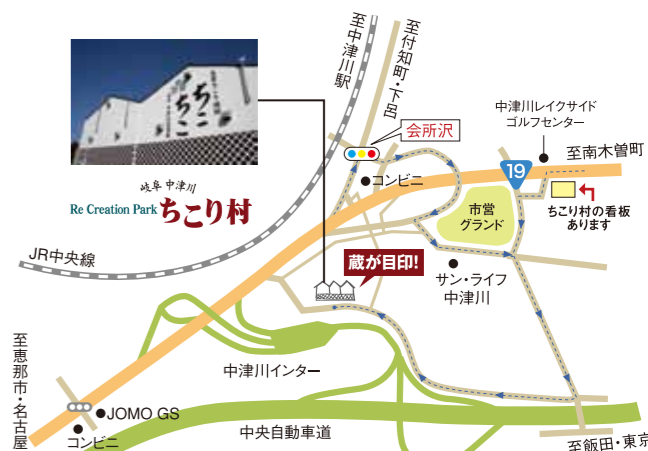 至中津川駅
至付知町・下呂
会所沢
コンビニ
中津川レイクサイド
ゴルフセンター
至南木曽町
19
ちこり村の看板
あります
市営
グランド
ちこ
ちこ
岐阜 中津川
Re Creation Park ちこり村
JR中央線
蔵が目印!
サン・ライフ
中津川
中津川インター
至恵那市・名古屋
JOMO GS
コンビニ
中央自動車道
至飯田・東京